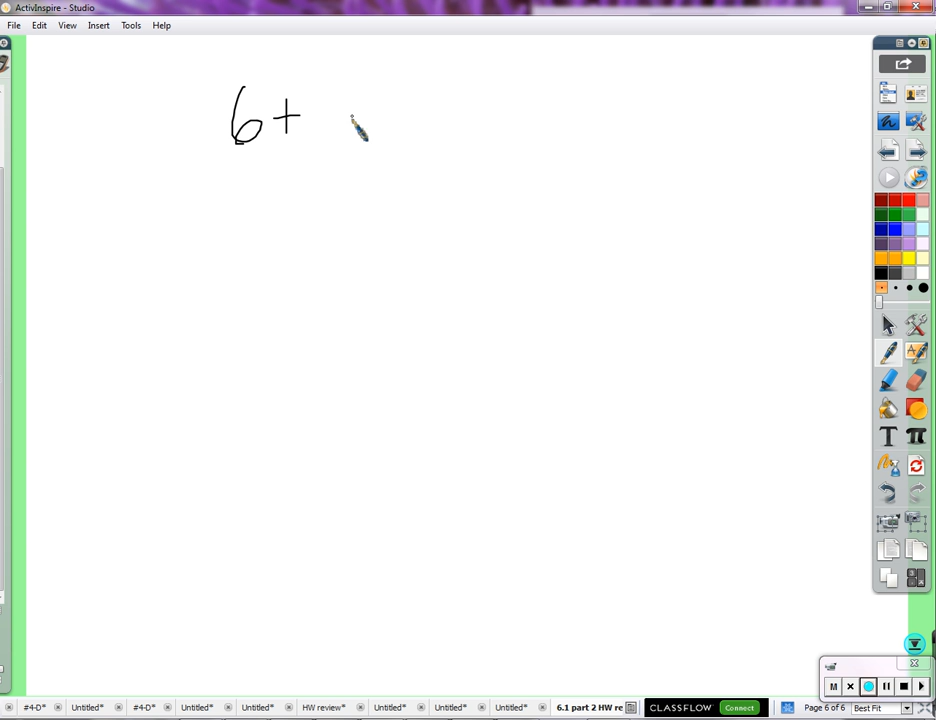 ActivInspire - Studio
File Edit View Insert Tools Help
6+
#4-D* Untitled* #4-D* Untitled* Untitled* HW review* Untitled* Untitled* Untitled* 6.1 part 2 HW re CLASSFLOW Connect Page 6 of 6 Best Fit
M